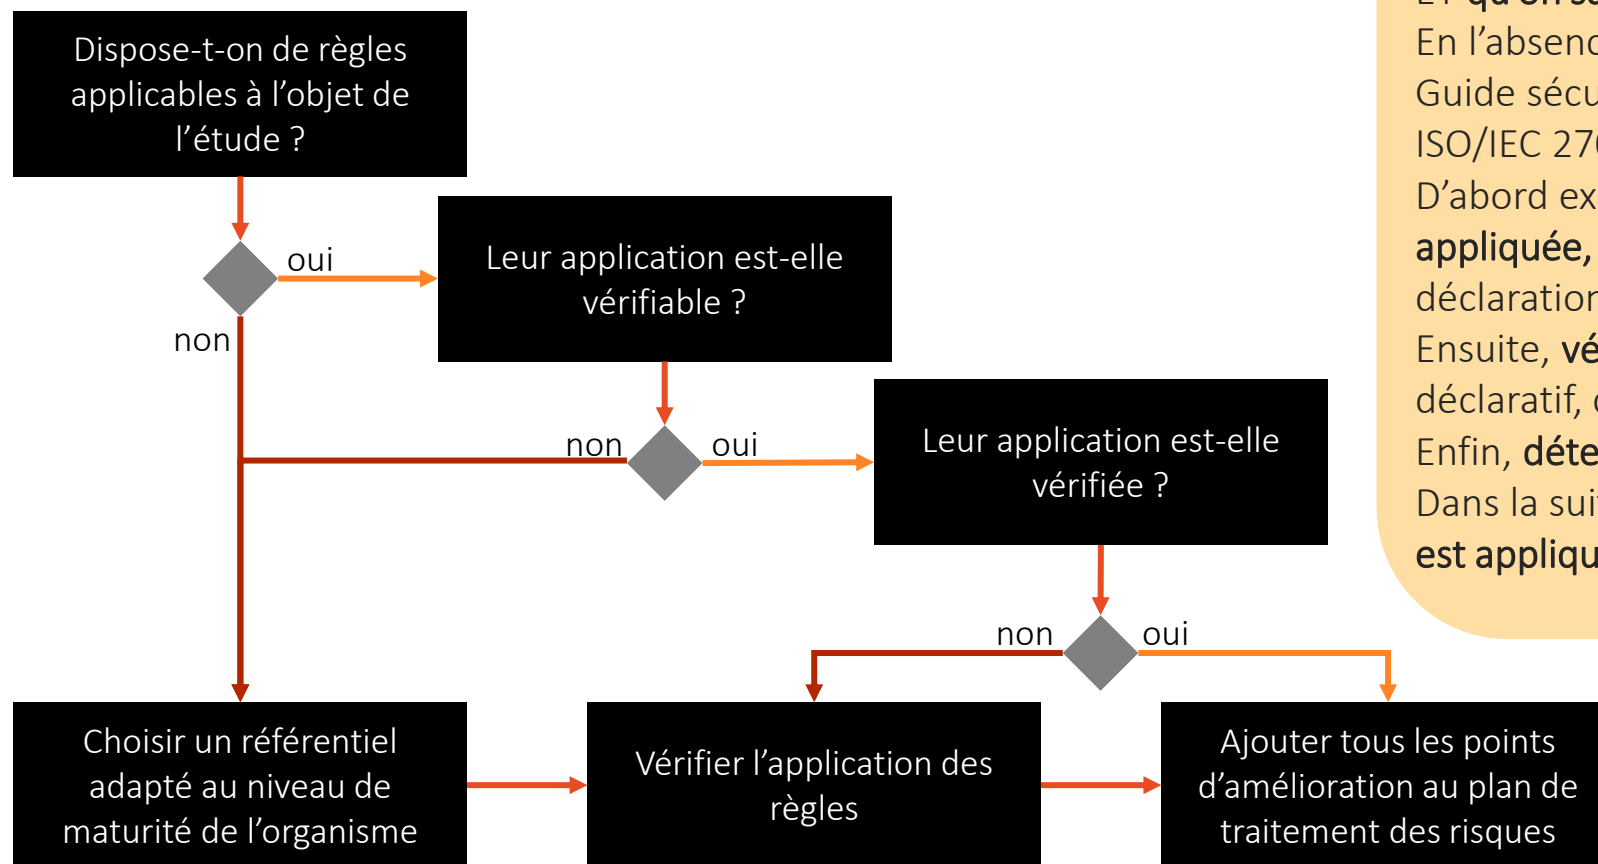 Dispose-t-on de règles
applicables à l’objet de
l’étude ?
oui
non
Leur application est-elle
vérifiable ?
non
oui
Leur application est-elle
vérifiée ?
non
oui
Choisir un référentiel
adapté au niveau de
maturité de l’organisme
Vérifier l’application des
règles
Ajouter tous les points
d’amélioration au plan de
traitement des risques
En l’absenc
Guide sécu
ISO/IEC 270
D’abord ex
appliquée,
déclaration
Ensuite, vé
déclaratif,
Enfin, déte
Dans la suit
est appliqu